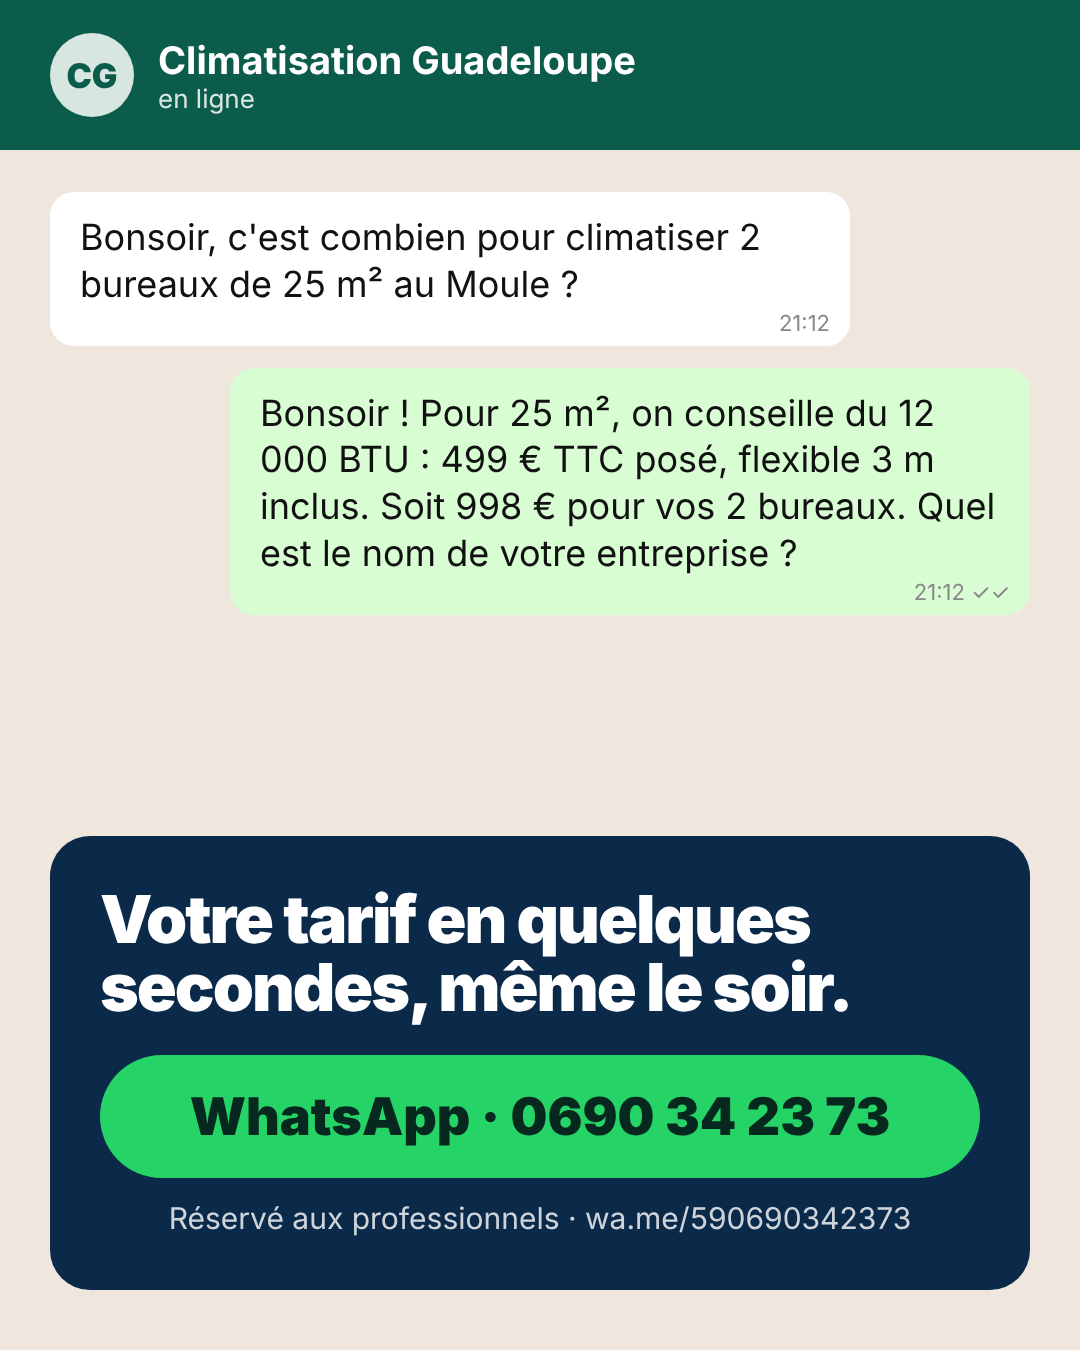 CG
Climatisation Guadeloupe
en ligne
Bonsoir, c'est combien pour climatiser 2
bureaux de 25 m² au Moule ?
21:12
Bonsoir ! Pour 25 m², on conseille du 12
000 BTU : 499 € TTC posé, flexible 3 m
inclus. Soit 998 € pour vos 2 bureaux. Quel
est le nom de votre entreprise ?
21:12 ✓✓
Votre tarif en quelques
secondes, même le soir.
WhatsApp · 0690 34 23 73
Réservé aux professionnels · wa.me/590690342373